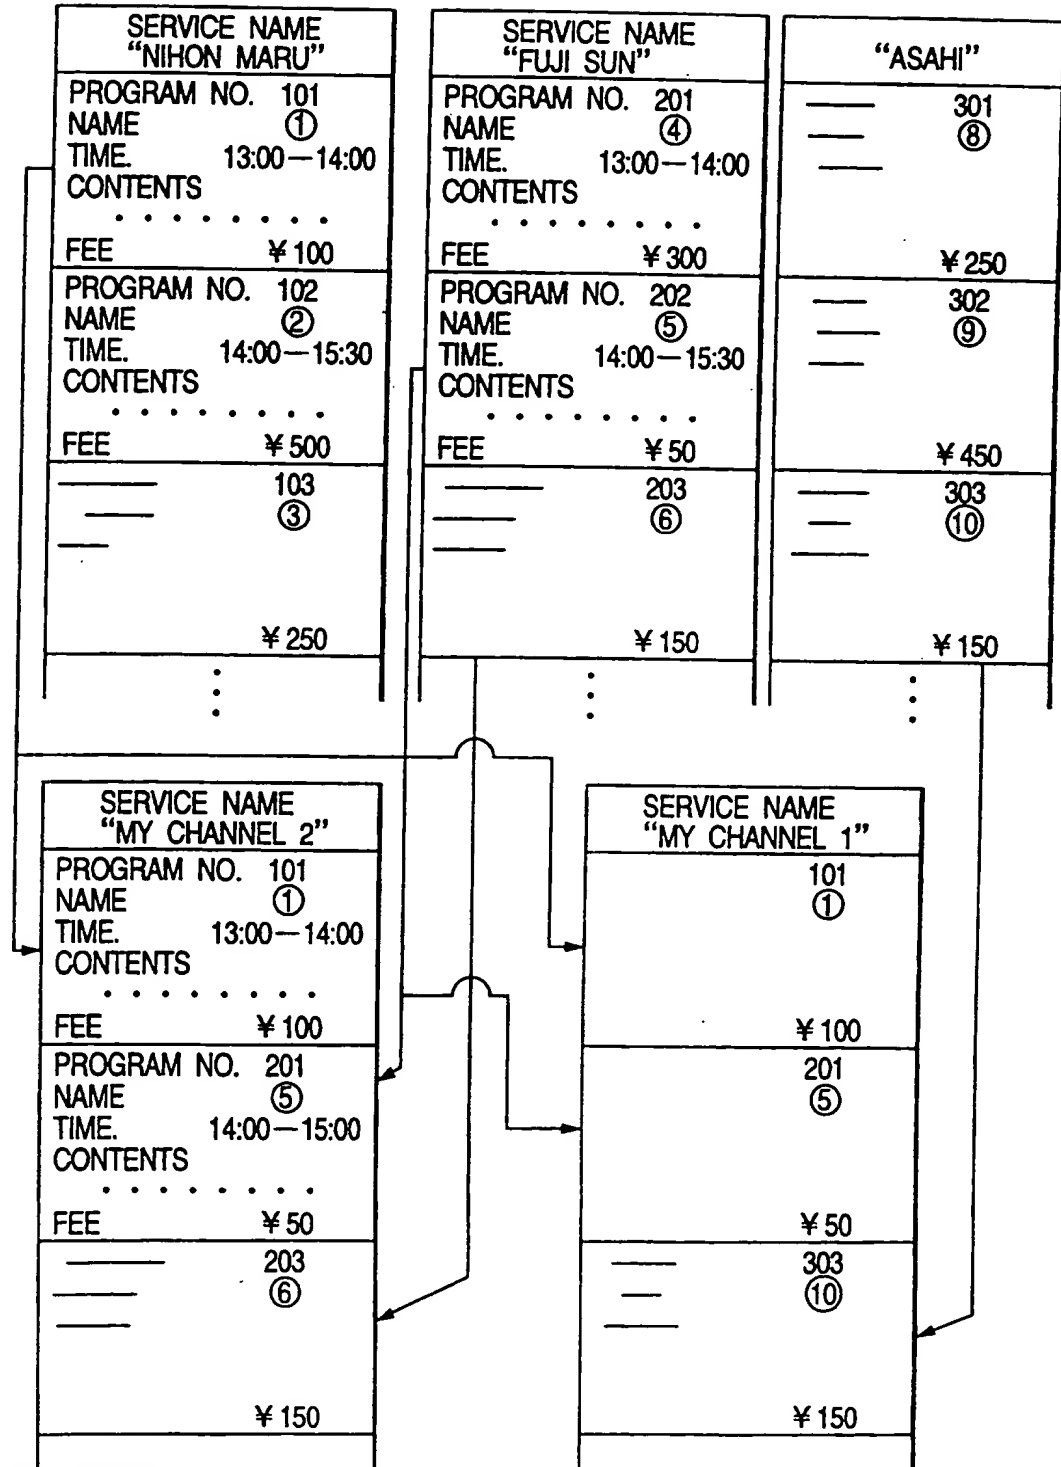 SERVICE NAME
“NIHON MARU”
PROGRAM NO. 101
NAME ①
TIME. 13:00—14:00
CONTENTS
. . . . . . . .
FEE ¥100
PROGRAM NO. 102
NAME ②
TIME. 14:00—15:30
CONTENTS
. . . . . . . .
FEE ¥500
103
③
¥250
SERVICE NAME
“FUJI SUN”
PROGRAM NO. 201
NAME ④
TIME. 13:00—14:00
CONTENTS
. . . . . . . .
FEE ¥300
PROGRAM NO. 202
NAME ⑤
TIME. 14:00—15:30
CONTENTS
. . . . . . . .
FEE ¥50
203
⑥
¥150
“ASAHI”
301
⑧
¥250
302
⑨
¥450
303
⑩
¥150
SERVICE NAME
“MY CHANNEL 2”
PROGRAM NO. 101
NAME ①
TIME. 13:00—14:00
CONTENTS
. . . . . . . .
FEE ¥100
PROGRAM NO. 201
NAME ⑤
TIME. 14:00—15:00
CONTENTS
. . . . . . . .
FEE ¥50
203
⑥
¥150
SERVICE NAME
“MY CHANNEL 1”
101
①
¥100
201
⑤
¥50
303
⑩
¥150